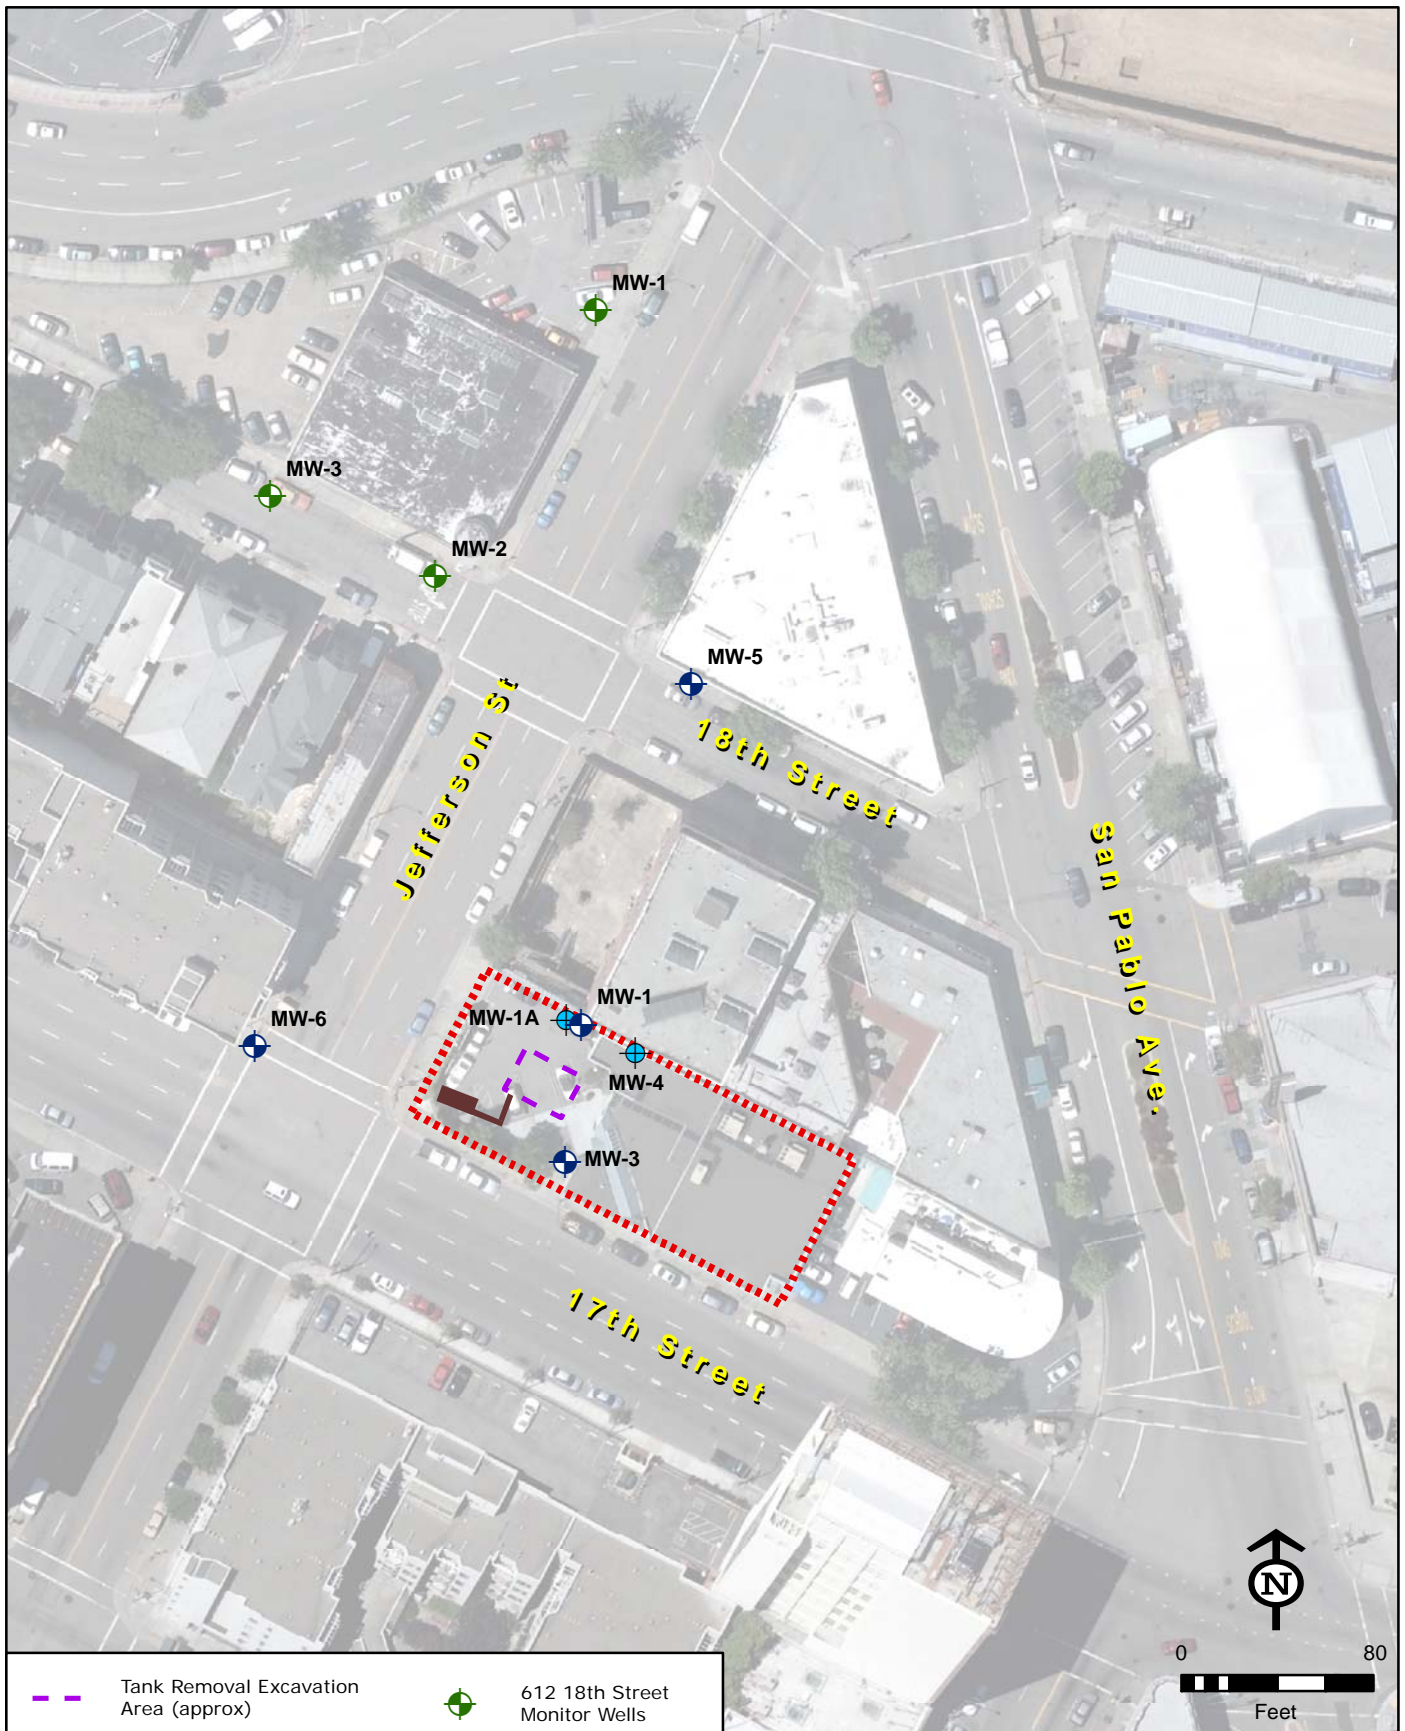 MW-1
MW-3
MW-2
MW-5
18th Street
Jefferson St
San Pablo Ave.
MW-1
MW-1A
MW-6
MW-4
MW-3
17th Street
N
0 80
Feet
Tank Removal Excavation
Area (approx)
612 18th Street
Monitor Wells